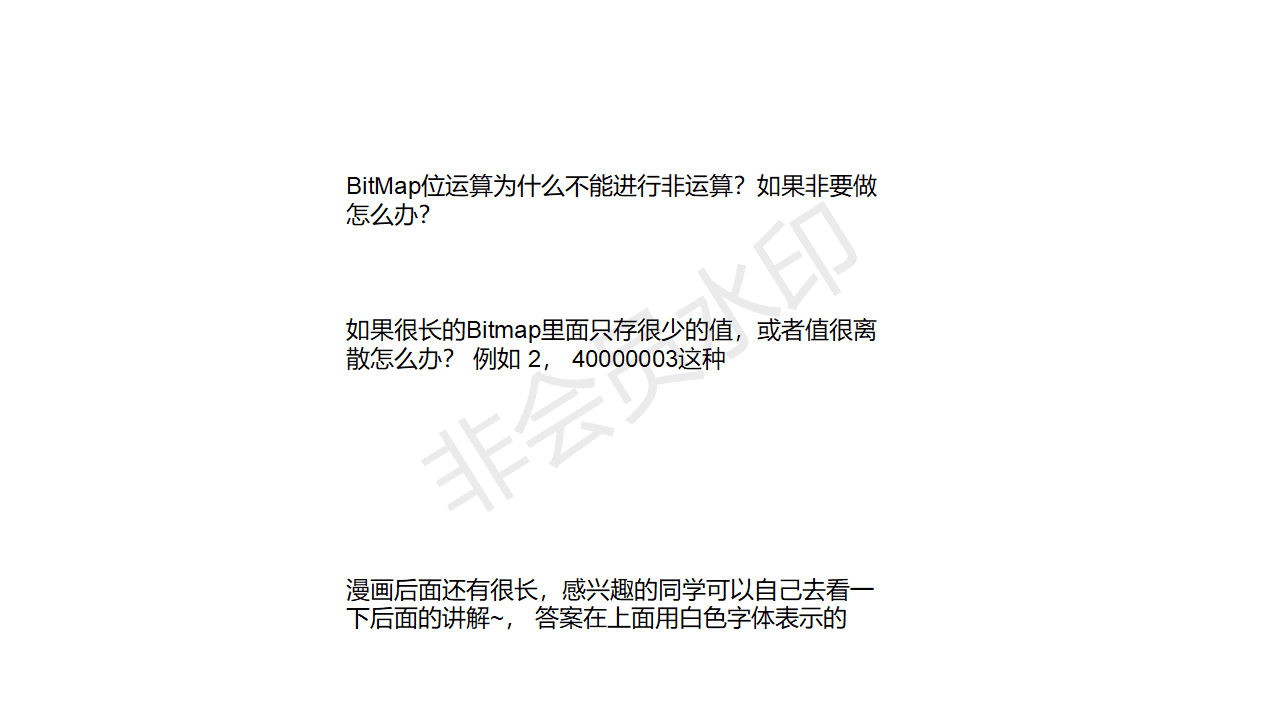 BitMap位运算为什么不能进行非运算？如果非要做
怎么办？
如果很长的Bitmap里面只存很少的值，或者值很离
散怎么办？ 例如 2， 40000003这种
非会员水印
漫画后面还有很长，感兴趣的同学可以自己去看一
下后面的讲解~， 答案在上面用白色字体表示的